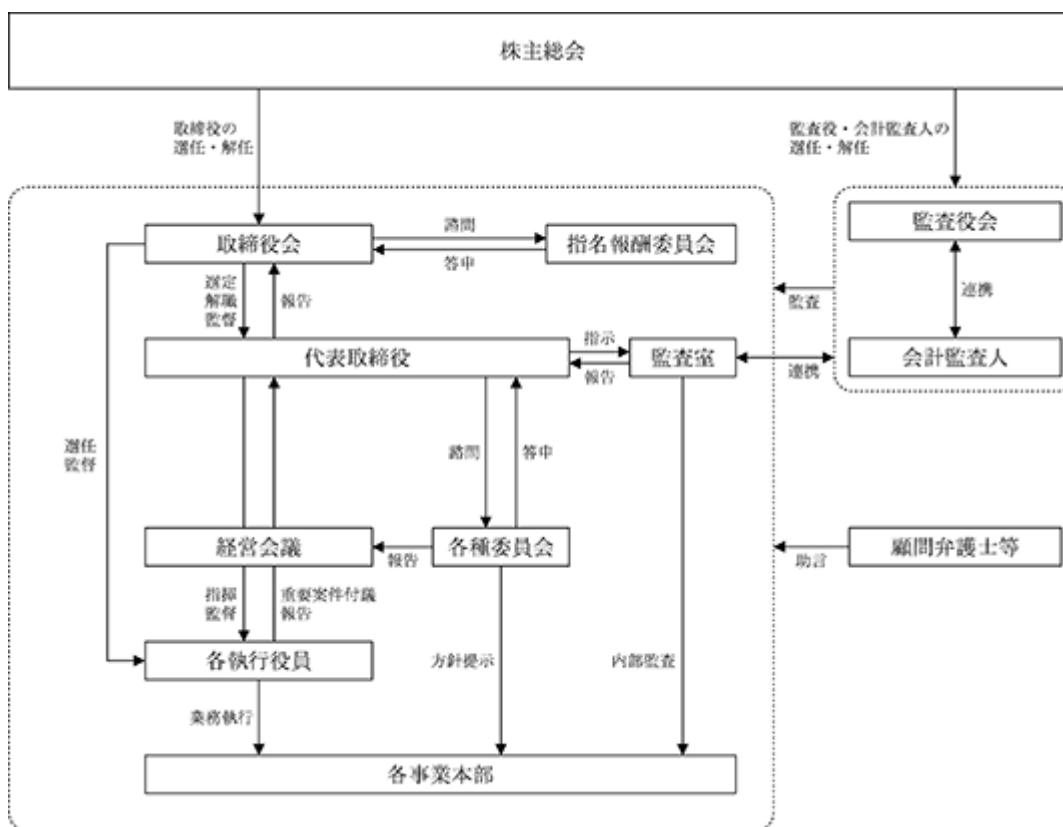 株主総会
取締役の
選任・解任
監査役・会計監査人の
選任・解任
取締役会
諮問
答申
指名報酬委員会
監査役会
選定
解職
監督
報告
監査
連携
代表取締役
指示
報告
監査室
連携
会計監査人
選任
監督
諮問
答申
経営会議
報告
各種委員会
助言
顧問弁護士等
指揮
監督
重要案件付議
報告
各執行役員
方針提示
内部監査
業務執行
各事業本部